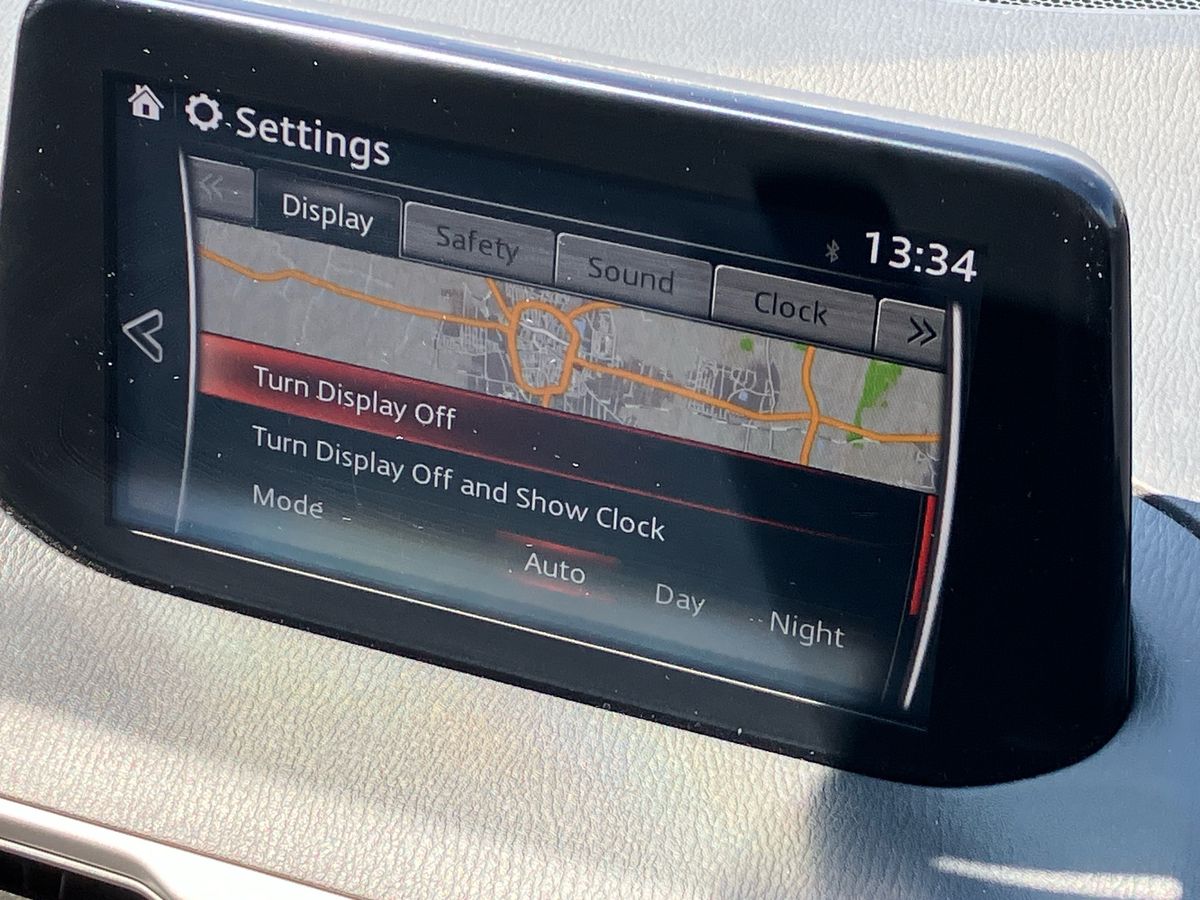 Settings
13:34
Display Safety Sound Clock
Turn Display Off
Turn Display Off and Show Clock
Mode
Auto Day Night